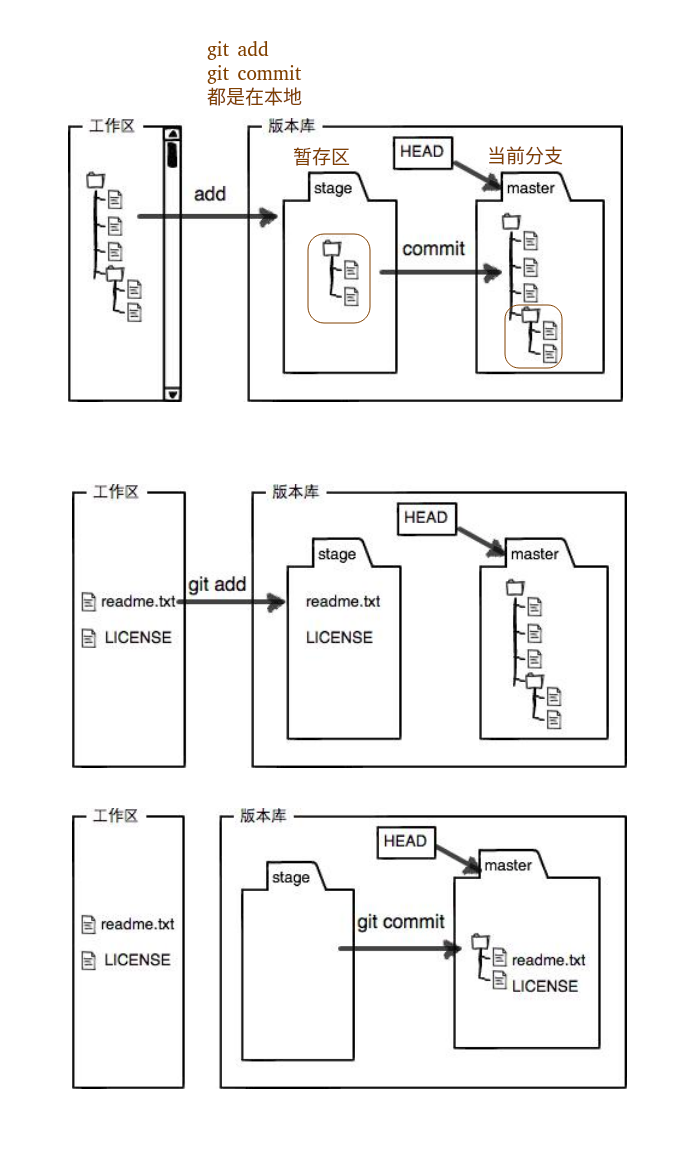 git add
git commit
都是在本地
工作区
版本库
暂存区
HEAD
当前分支
stage
master
add
commit
工作区
版本库
HEAD
stage
master
git add
readme.txt
readme.txt
LICENSE
LICENSE
工作区
版本库
HEAD
stage
master
git commit
readme.txt
LICENSE
readme.txt
LICENSE